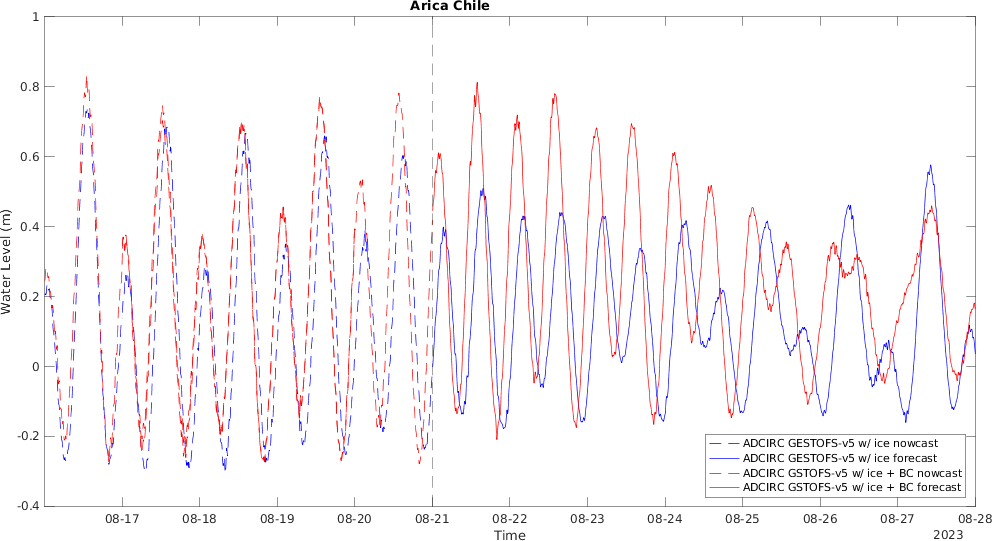 Arica Chile
1
0.8
0.6
0.4
0.2
0
-0.2
-0.4
Water Level (m)
ADCIRC GESTOFS-v5 w/ ice nowcast
ADCIRC GESTOFS-v5 w/ ice forecast
ADCIRC GSTOFS-v5 w/ ice + BC nowcast
ADCIRC GSTOFS-v5 w/ ice + BC forecast
08-17 08-18 08-19 08-20 08-21 08-22 08-23 08-24 08-25 08-26 08-27 08-28
Time
2023